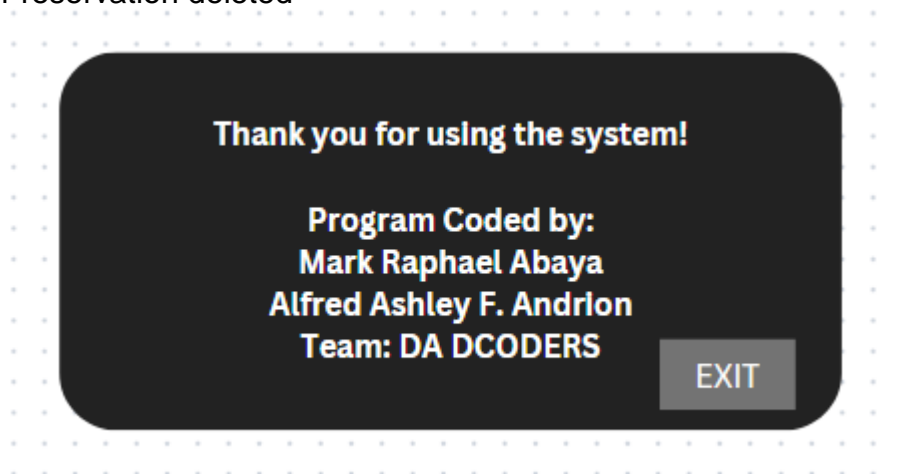 reservation deleted
Thank you for using the system!
Program Coded by:
Mark Raphael Abaya
Alfred Ashley F. Andrion
Team: DA DCODERS
EXIT